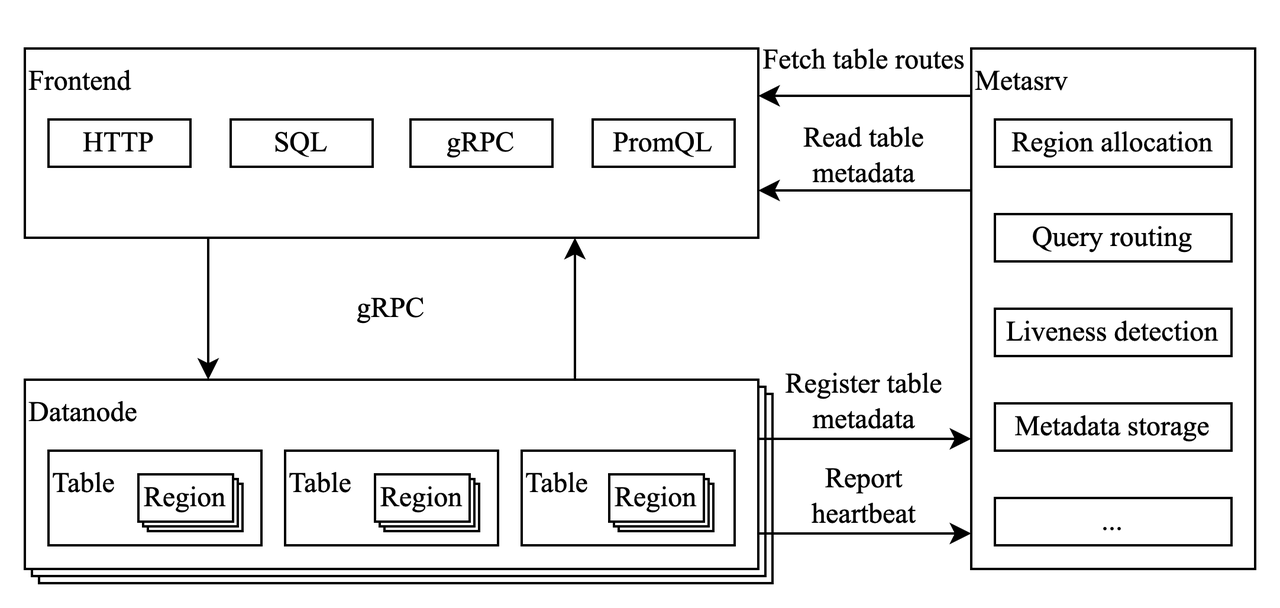 Frontend
HTTP
SQL
gRPC
PromQL
Fetch table routes
Read table
metadata
Metasrv
Region allocation
Query routing
Liveness detection
Metadata storage
...
gRPC
Datanode
Table
Region
Table
Region
Table
Region
Register table
metadata
Report
heartbeat